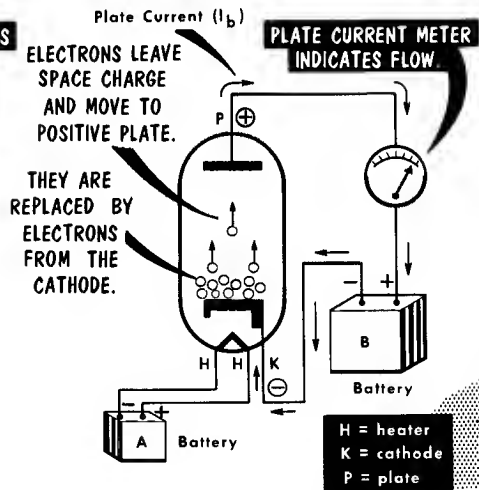 S
Plate Current (Ib)
PLATE CURRENT METER
INDICATES FLOW.
ELECTRONS LEAVE
SPACE CHARGE
AND MOVE TO
POSITIVE PLATE.
P +
THEY ARE
REPLACED BY
ELECTRONS
FROM THE
CATHODE.
- +
B
Battery
H H K -
- +
A Battery
H = heater
K = cathode
P = plate